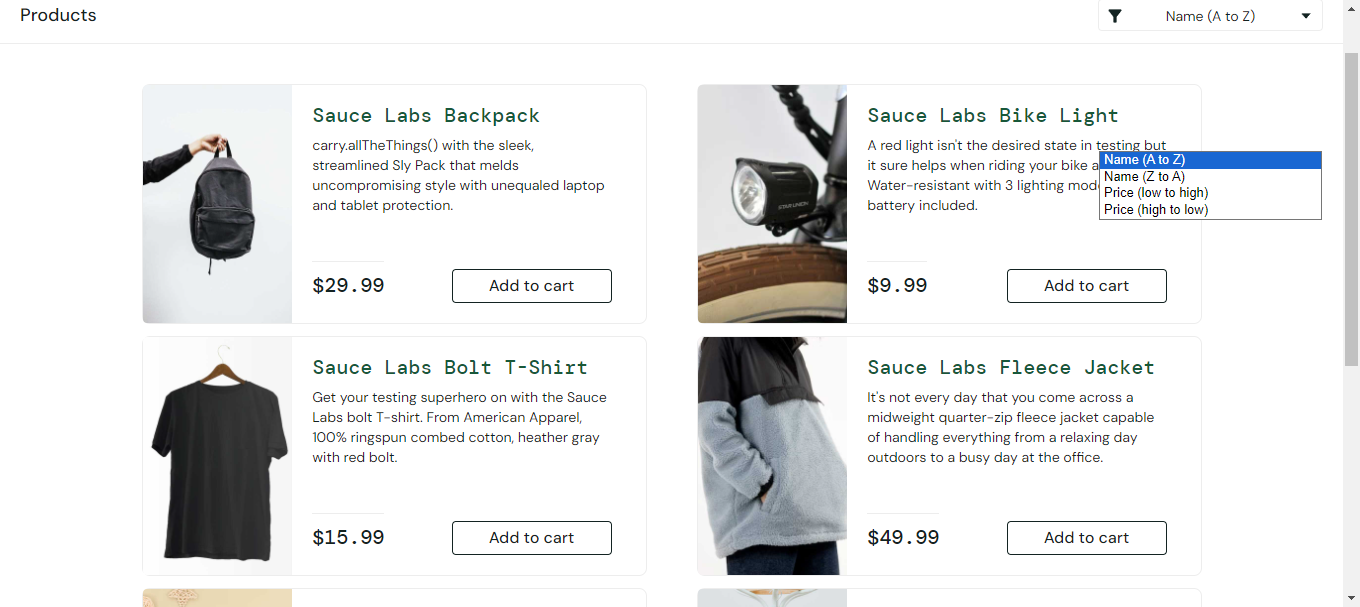 Products
Name (A to Z)
Sauce Labs Backpack
carry.allTheThings() with the sleek,
streamlined Sly Pack that melds
uncompromising style with unequaled laptop
and tablet protection.
$29.99
Add to cart
Sauce Labs Bike Light
A red light isn't the desired state in testing but
it sure helps when riding your bike a
Water-resistant with 3 lighting mod
battery included.
$9.99
Add to cart
Name (A to Z)
Name (Z to A)
Price (low to high)
Price (high to low)
STAR UNION
Sauce Labs Bolt T-Shirt
Get your testing superhero on with the Sauce
Labs bolt T-shirt. From American Apparel,
100% ringspun combed cotton, heather gray
with red bolt.
$15.99
Add to cart
Sauce Labs Fleece Jacket
It's not every day that you come across a
midweight quarter-zip fleece jacket capable
of handling everything from a relaxing day
outdoors to a busy day at the office.
$49.99
Add to cart